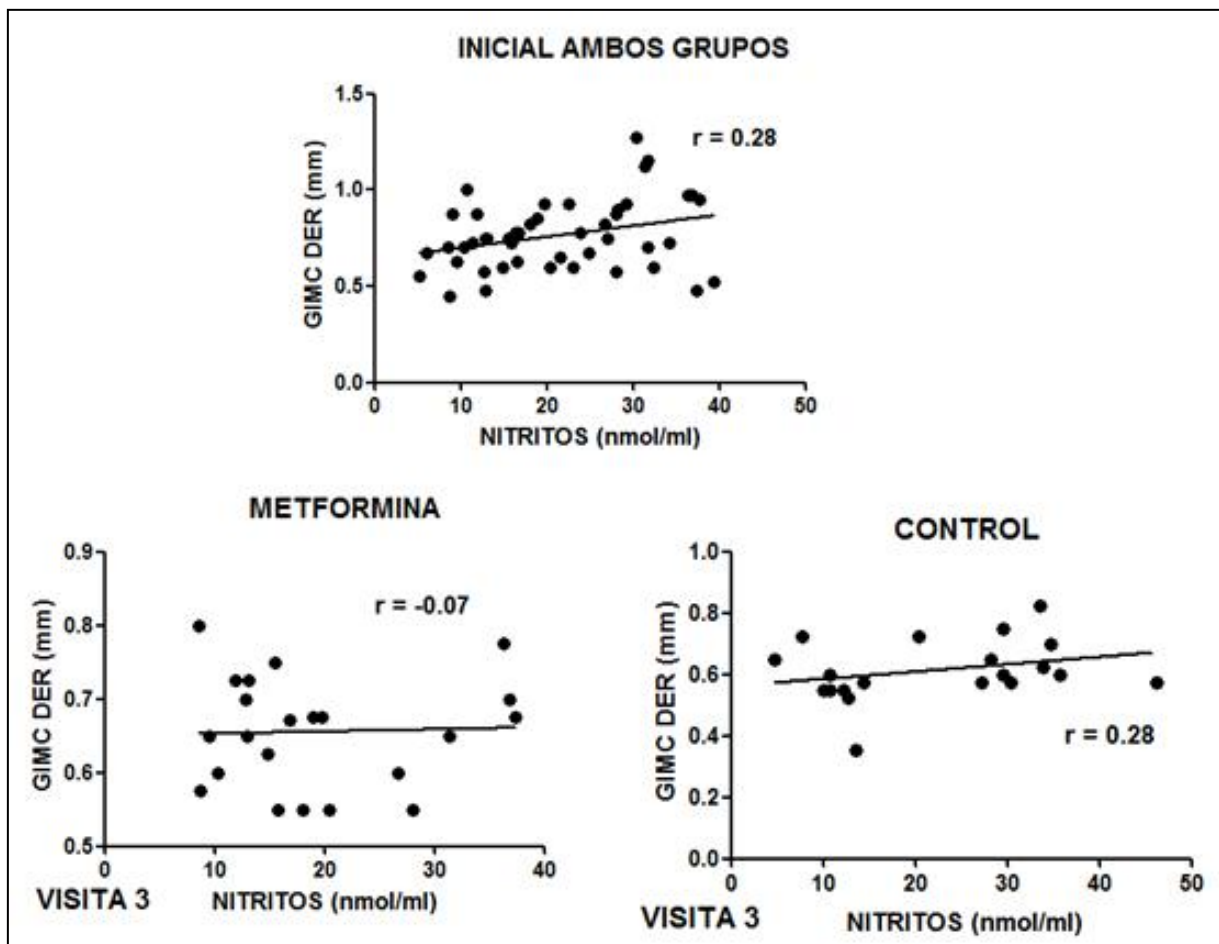 INICIAL AMBOS GRUPOS
1.5
1.0
0.5
0.0
GIMC DER (mm)
r = 0.28
0 10 20 30 40 50
NITRITOS (nmol/ml)
METFORMINA
0.9
0.8
0.7
0.6
0.5
GIMC DER (mm)
r = -0.07
0 10 20 30 40
VISITA 3
NITRITOS (nmol/ml)
CONTROL
1.0
0.8
0.6
0.4
0.2
0.0
GIMC DER (mm)
r = 0.28
0 10 20 30 40 50
VISITA 3
NITRITOS (nmol/ml)